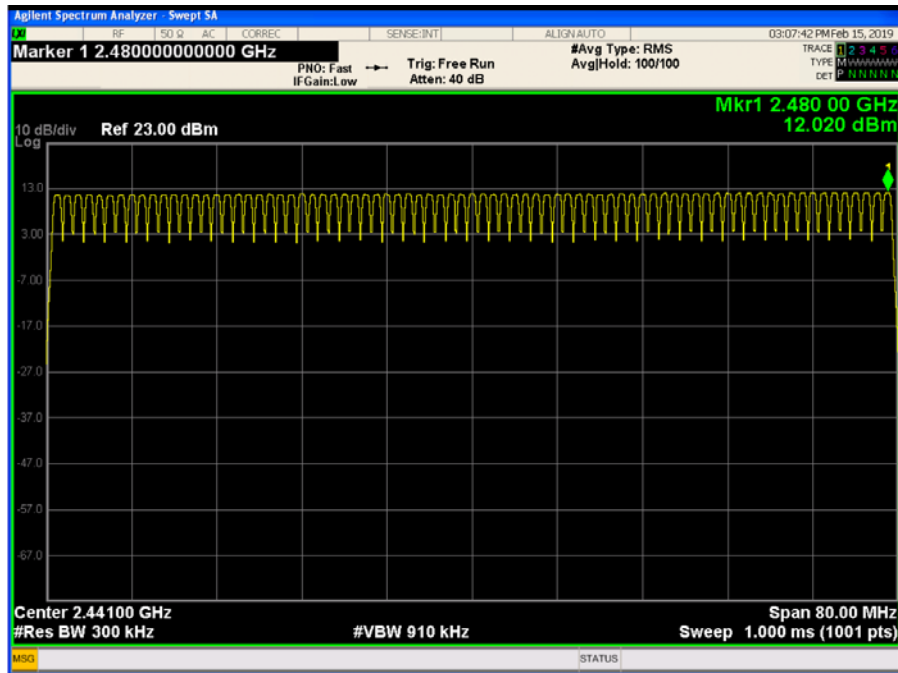 Agilent Spectrum Analyzer - Swept SA
LXI RF 50 Ω AC CORREC SENSE:INT ALIGN AUTO 03:07:42 PM Feb 15, 2019
Marker 1 2.480000000000 GHz #Avg Type: RMS TRACE 1 2 3 4 5 6
PNO: Fast Trig: Free Run Avg|Hold: 100/100 TYPE M WWWWW
IFGain:Low Atten: 40 dB DET P N N N N N
Mkr1 2.480 00 GHz
10 dB/div Ref 23.00 dBm 12.020 dBm
Log
1
13.0
3.00
-7.00
-17.0
-27.0
-37.0
-47.0
-57.0
-67.0
Center 2.44100 GHz Span 80.00 MHz
#Res BW 300 kHz #VBW 910 kHz Sweep 1.000 ms (1001 pts)
MSG STATUS